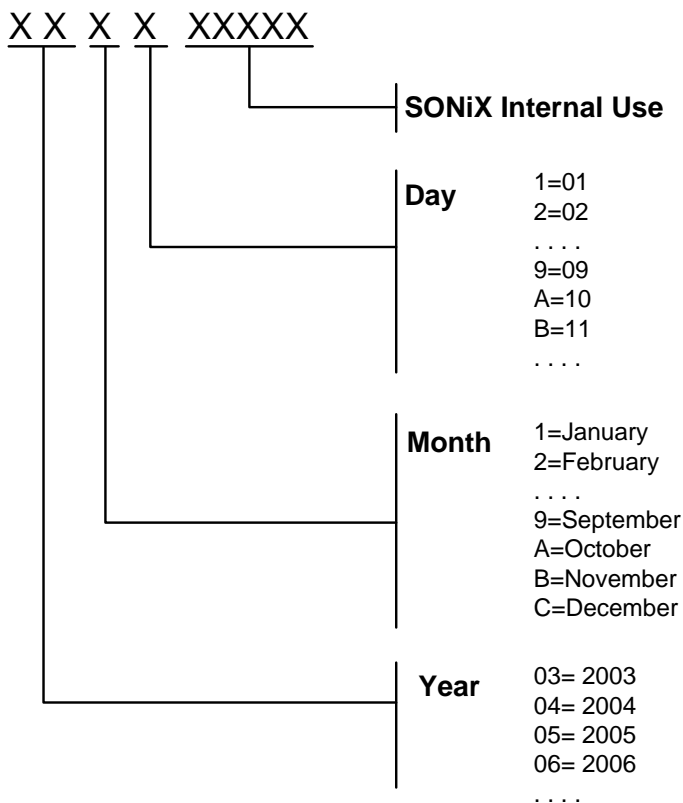 X X X X XXXXX
SONiX Internal Use
Day
1=01
2=02
. . . .
9=09
A=10
B=11
. . . .
Month
1=January
2=February
. . . .
9=September
A=October
B=November
C=December
Year
03= 2003
04= 2004
05= 2005
06= 2006
. . . .